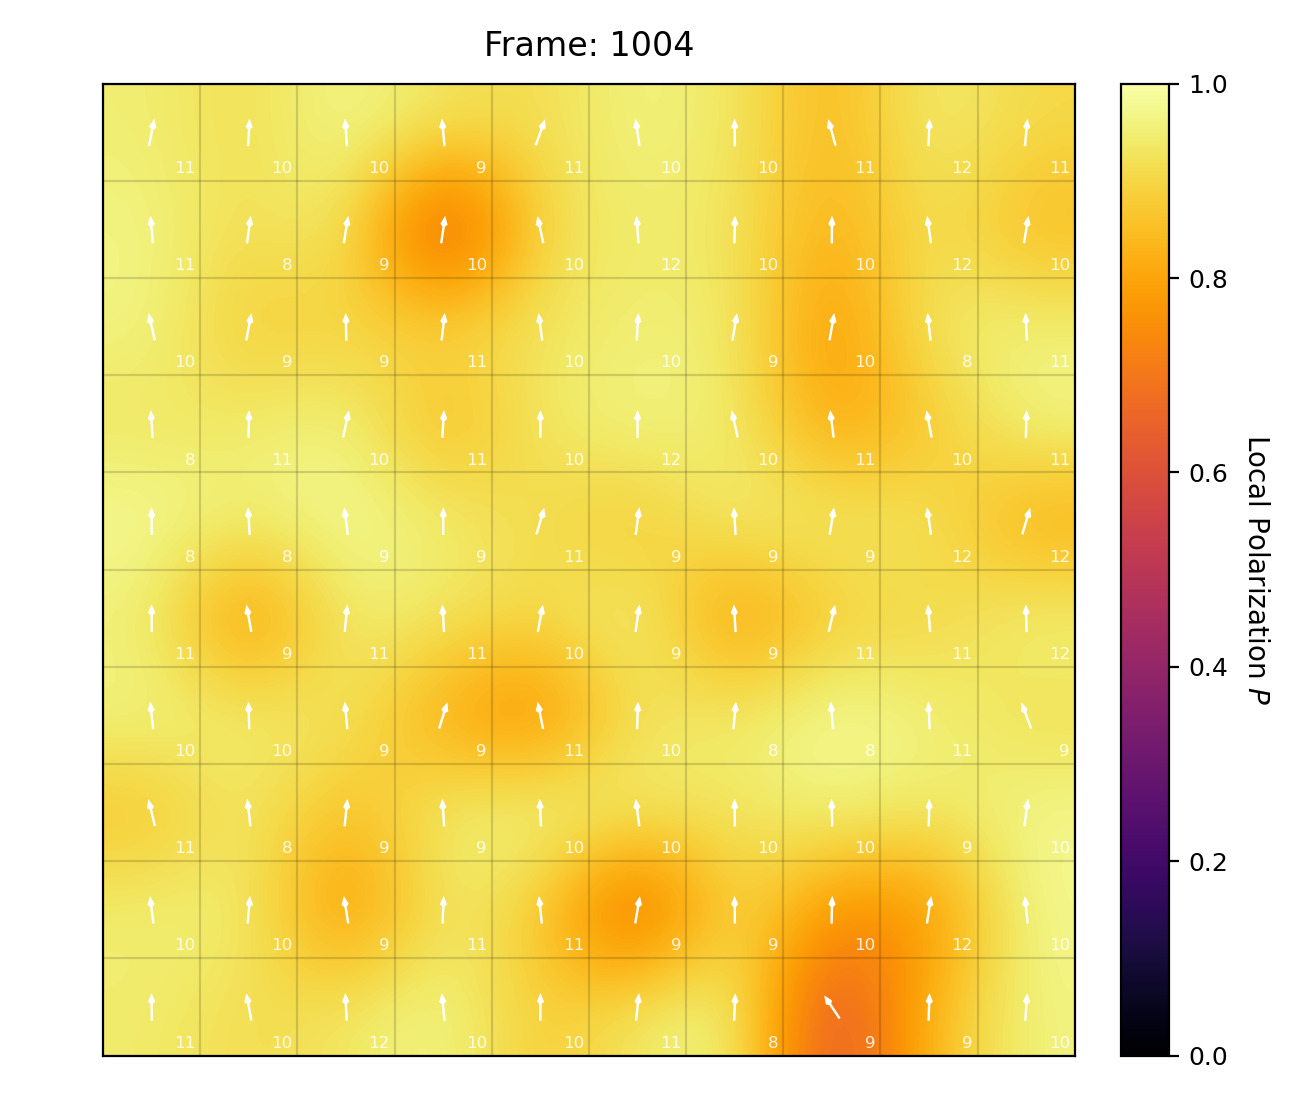 Frame: 1004
11 10 10 9 11 10 10 11 12 11
11 8 9 10 10 12 10 10 12 10
10 9 9 11 10 10 9 10 8 11
8 11 10 11 10 12 10 11 10 11
8 8 9 9 11 9 9 9 12 12
11 9 11 11 10 9 9 11 11 12
10 10 9 9 11 10 8 8 11 9
11 8 9 9 10 10 10 10 9 10
10 10 9 11 11 9 9 10 12 10
11 10 12 10 10 11 8 9 9 10
1.0
0.8
0.6
0.4
0.2
0.0
Local Polarization P